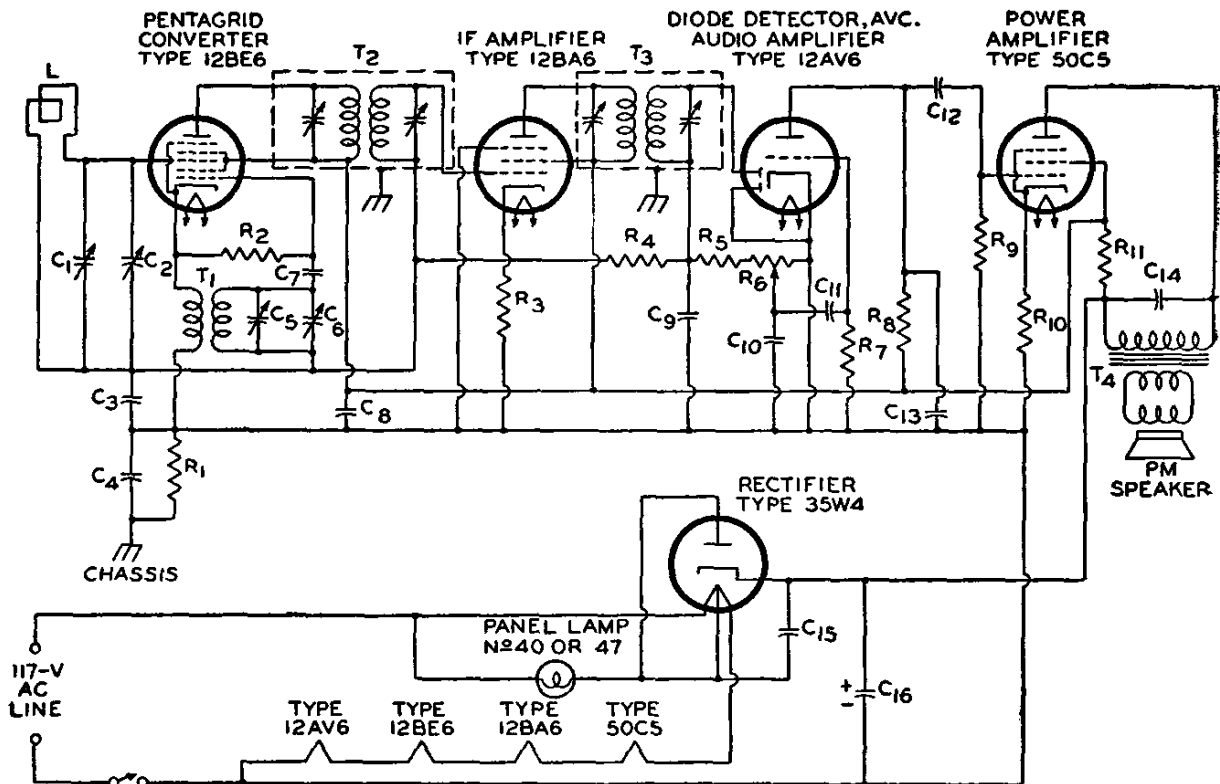 PENTAGRID
CONVERTER
TYPE 12BE6
IF AMPLIFIER
TYPE 12BA6
DIODE DETECTOR, AVC.
AUDIO AMPLIFIER
TYPE 12AV6
POWER
AMPLIFIER
TYPE 50C5
L
T2
T3
C12
C1
C2
R2
C7
T1
C5
C6
R3
R4
R5
R6
C11
C9
C10
R7
R8
R9
R10
R11
C14
T4
C3
C8
C13
C4
R1
PM
SPEAKER
RECTIFIER
TYPE 35W4
CHASSIS
PANEL LAMP
Nº40 OR 47
C15
C16
+
-
117-V
AC
LINE
TYPE
12AV6
TYPE
12BE6
TYPE
12BA6
TYPE
50C5